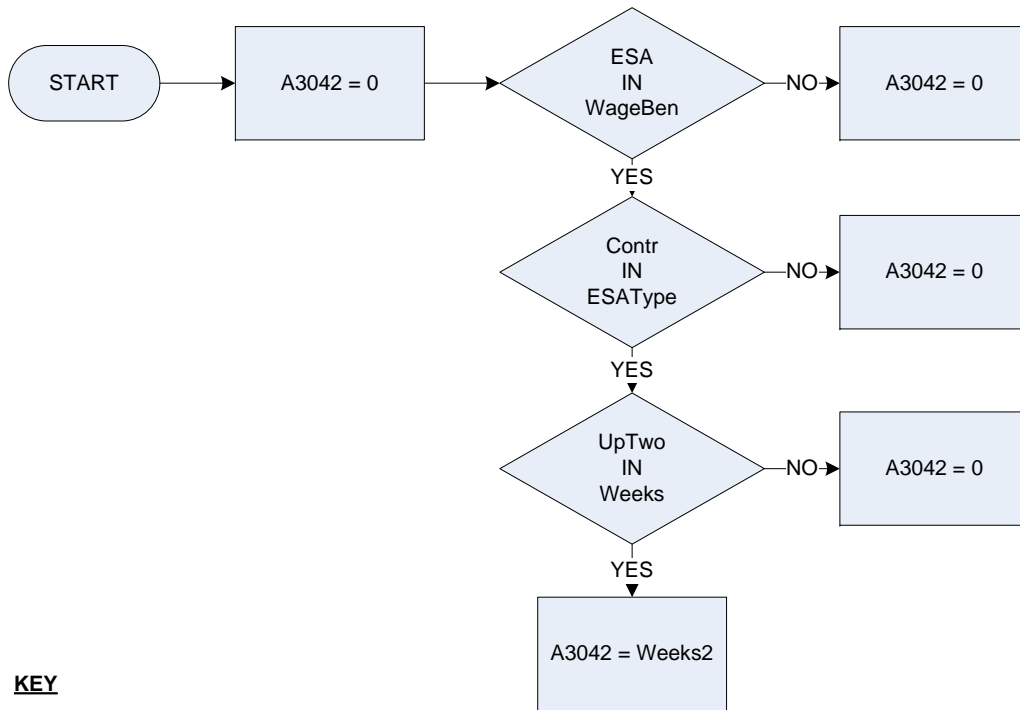 START
A3042 = 0
ESA
IN
WageBen
NO
A3042 = 0
YES
Contr
IN
ESAType
NO
A3042 = 0
YES
UpTwo
IN
Weeks
NO
A3042 = 0
YES
A3042 = Weeks2
KEY